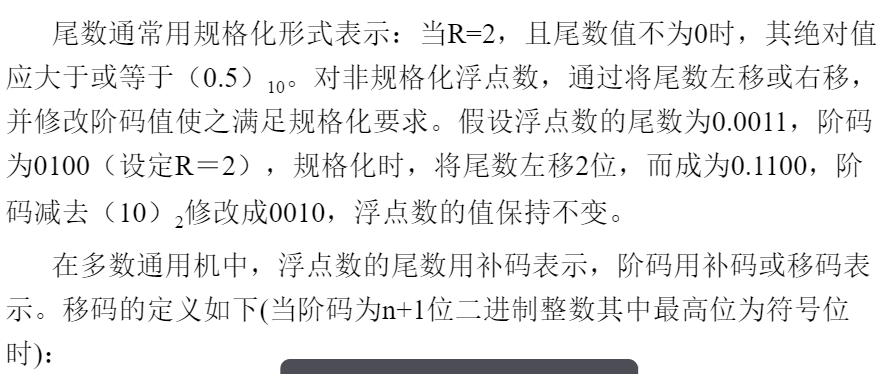 尾数通常用规格化形式表示：当R=2，且尾数值不为0时，其绝对值
应大于或等于（0.5）10。对非规格化浮点数，通过将尾数左移或右移，
并修改阶码值使之满足规格化要求。假设浮点数的尾数为0.0011，阶码
为0100（设定R＝2），规格化时，将尾数左移2位，而成为0.1100，阶
码减去（10）2修改成0010，浮点数的值保持不变。
在多数通用机中，浮点数的尾数用补码表示，阶码用补码或移码表
示。移码的定义如下(当阶码为n+1位二进制整数其中最高位为符号位
时)：